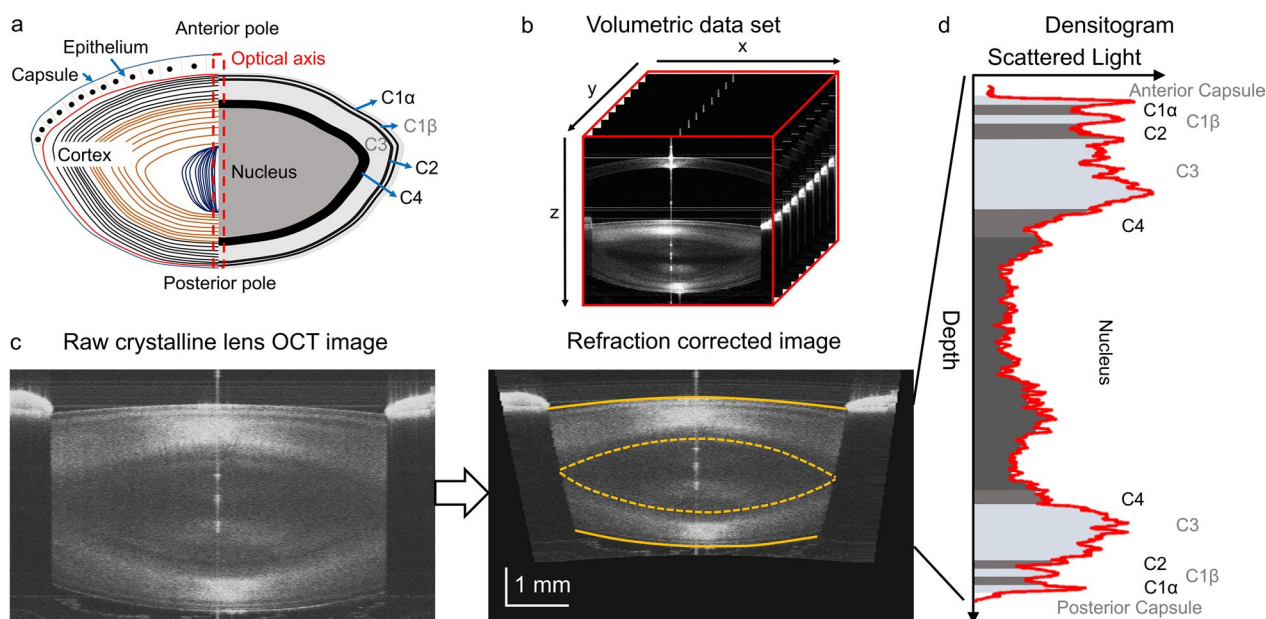 a
Anterior pole
Epithelium
Capsule
Optical axis
C1α
C1β
C3
Cortex
C2
Nucleus
C4
Posterior pole
b
Volumetric data set
x
y
z
c
Raw crystalline lens OCT image
Refraction corrected image
1 mm
d
Densitogram
Scattered Light
Anterior Capsule
C1α
C1β
C2
C3
C4
Depth
Nucleus
C4
C3
C2
C1β
C1α
Posterior Capsule